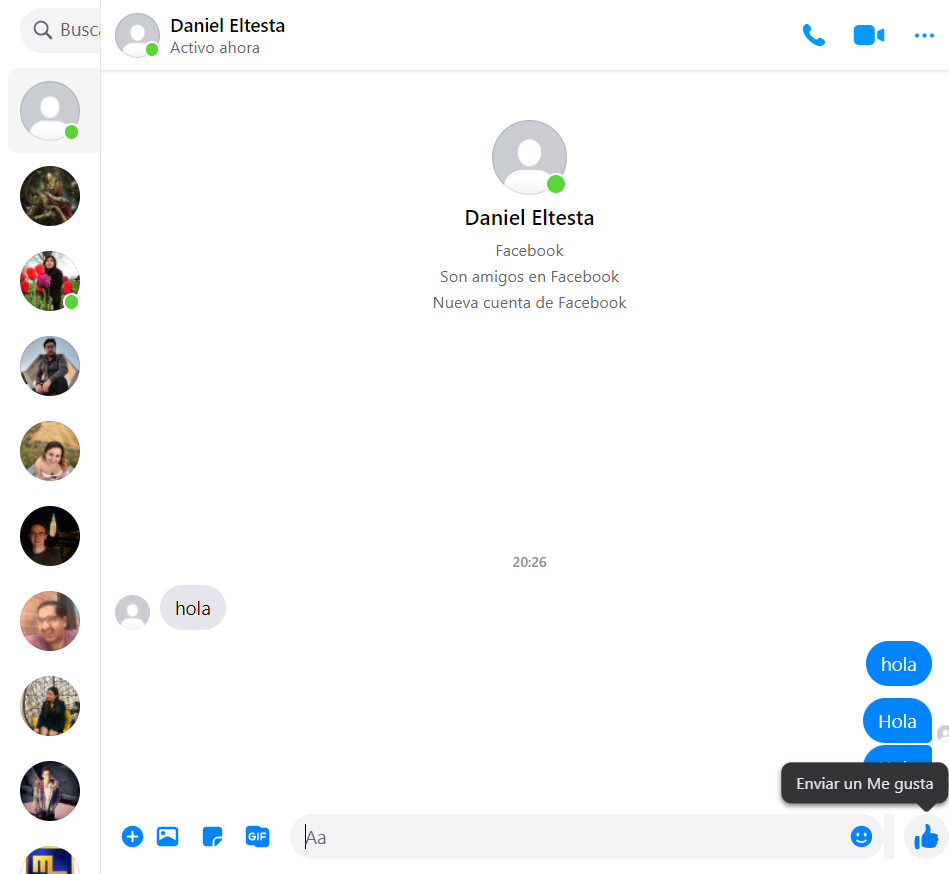 Busca
Daniel Eltesta
Activo ahora
Daniel Eltesta
Facebook
Son amigos en Facebook
Nueva cuenta de Facebook
20:26
hola
hola
Hola
Enviar un Me gusta
GIF
Aa